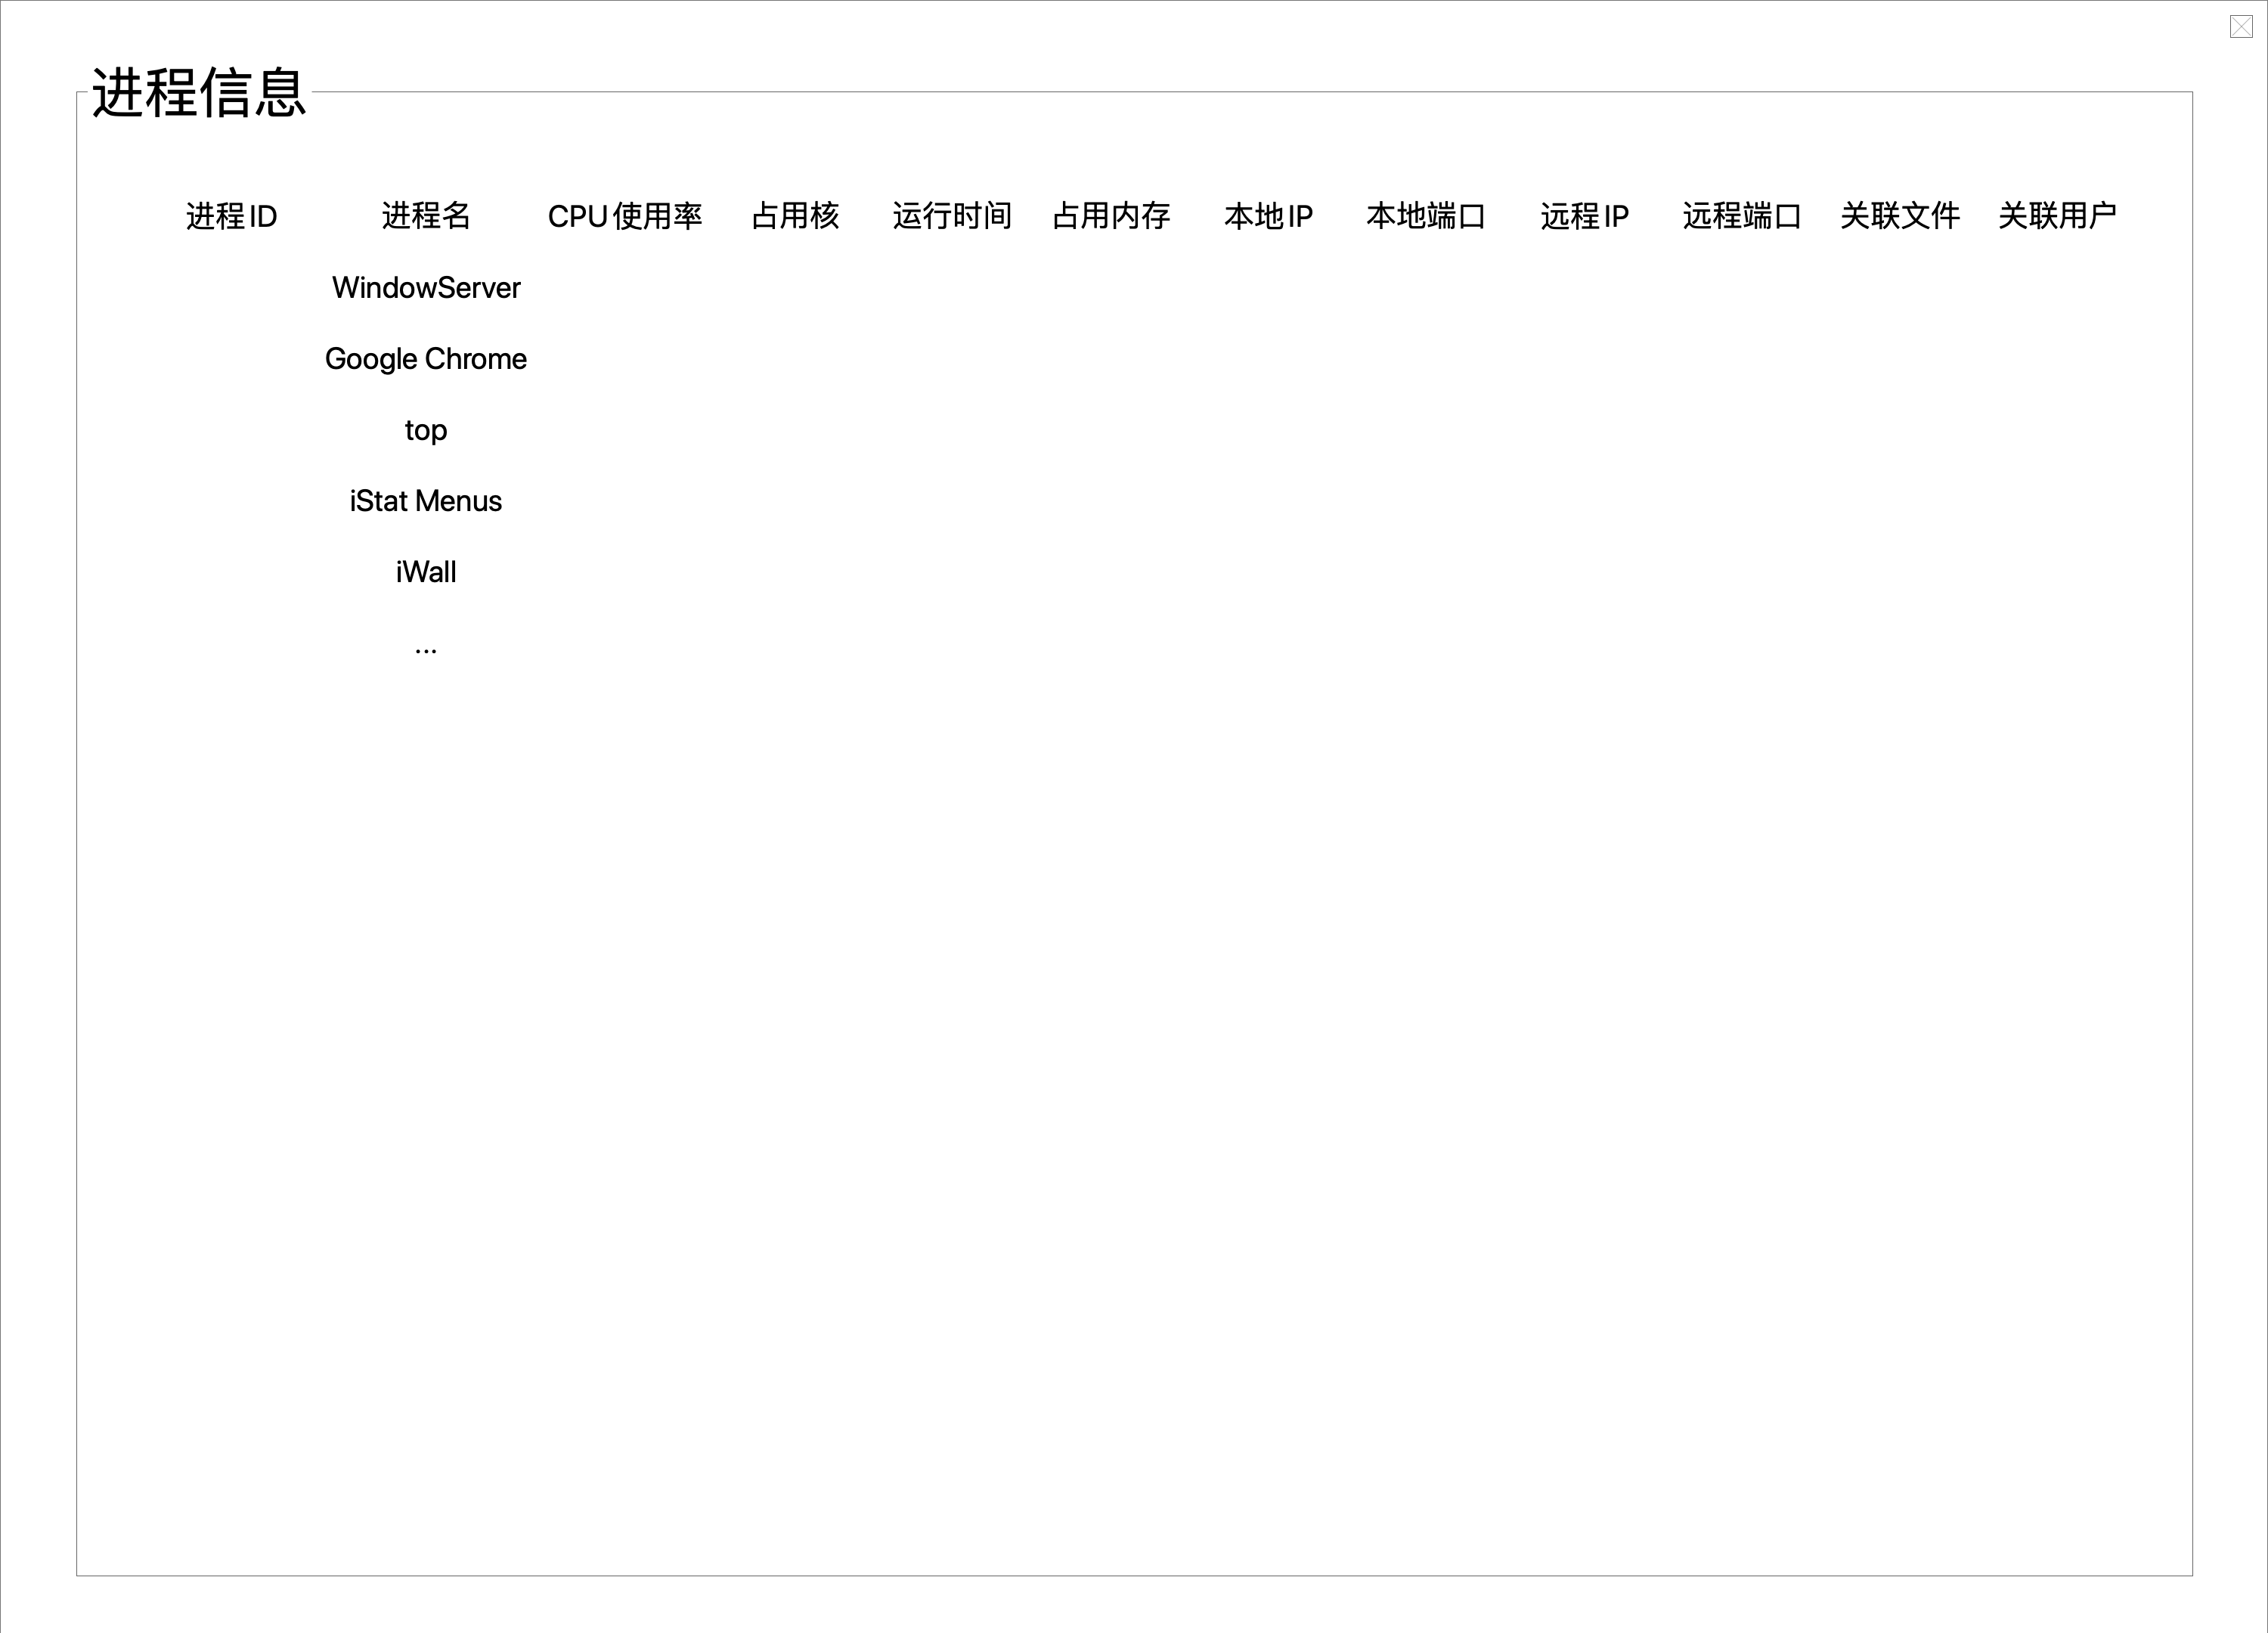 进程信息
进程ID 进程名 CPU使用率 占用核 运行时间 占用内存 本地IP 本地端口 远程IP 远程端口 关联文件 关联用户
WindowServer
Google Chrome
top
iStat Menus
iWall
...